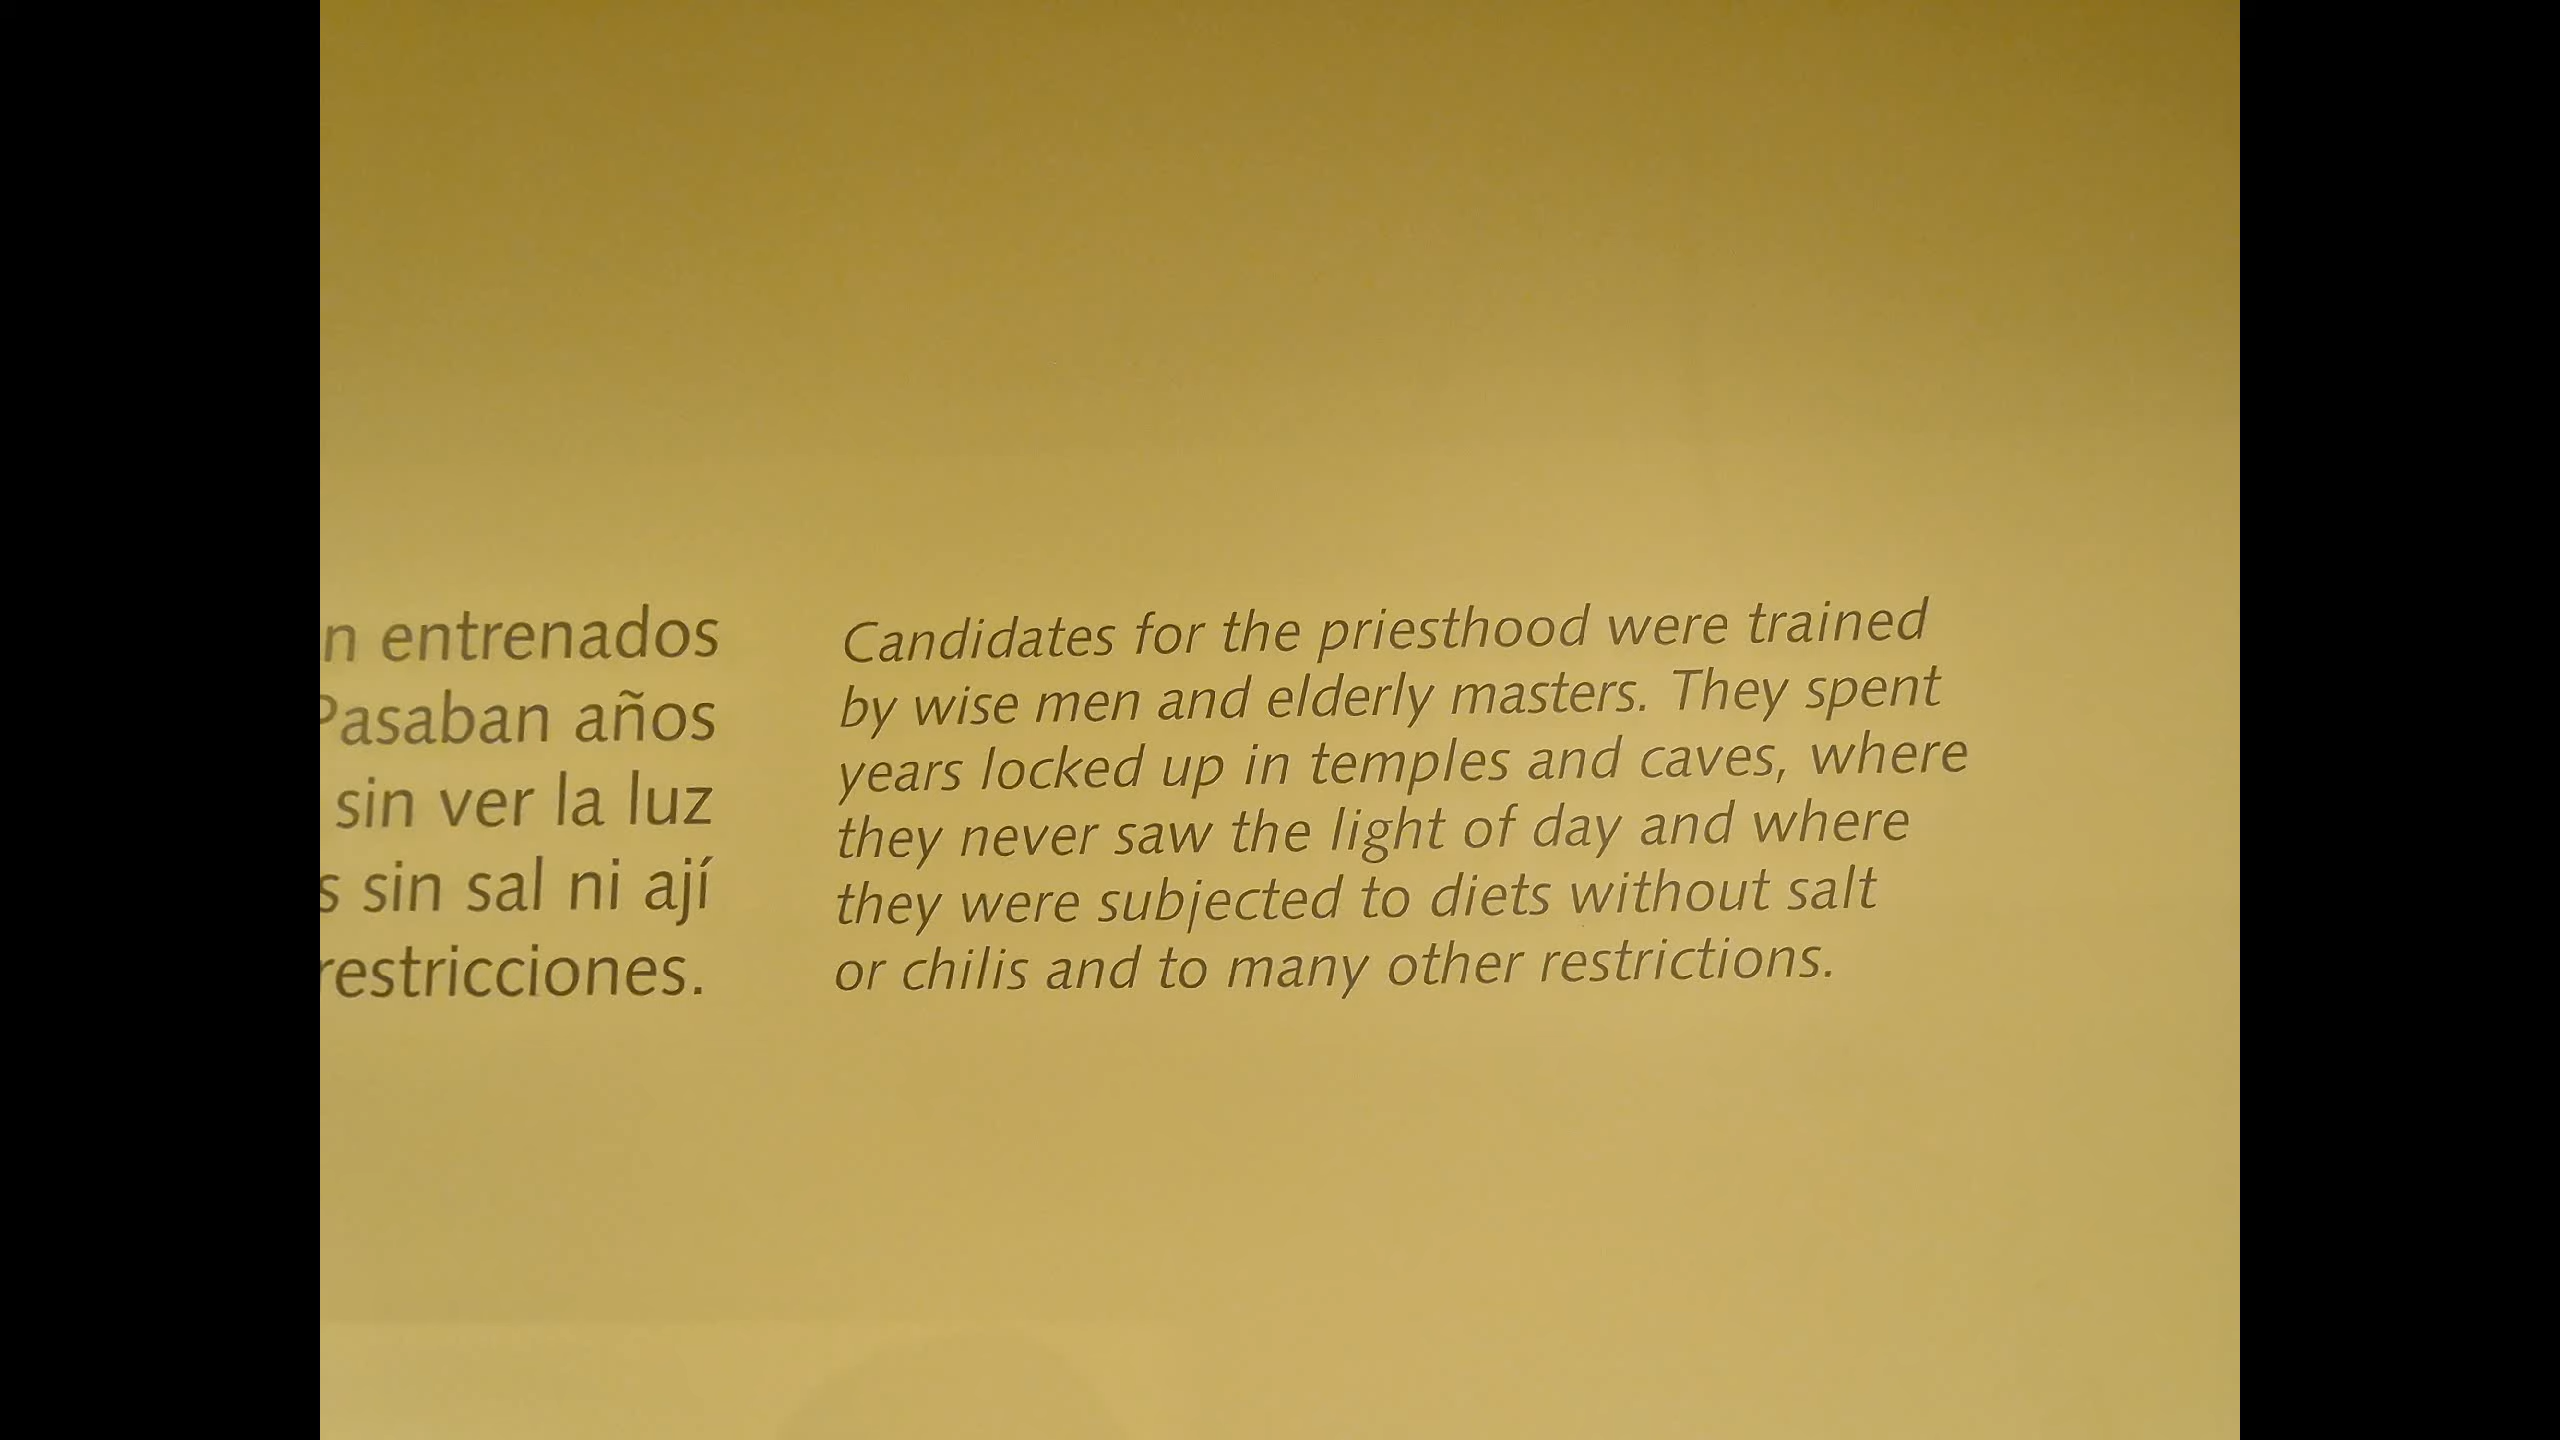 n entrenados
Pasaban años
sin ver la luz
s sin sal ni ají
restricciones.
Candidates for the priesthood were trained
by wise men and elderly masters. They spent
years locked up in temples and caves, where
they never saw the light of day and where
they were subjected to diets without salt
or chilis and to many other restrictions.